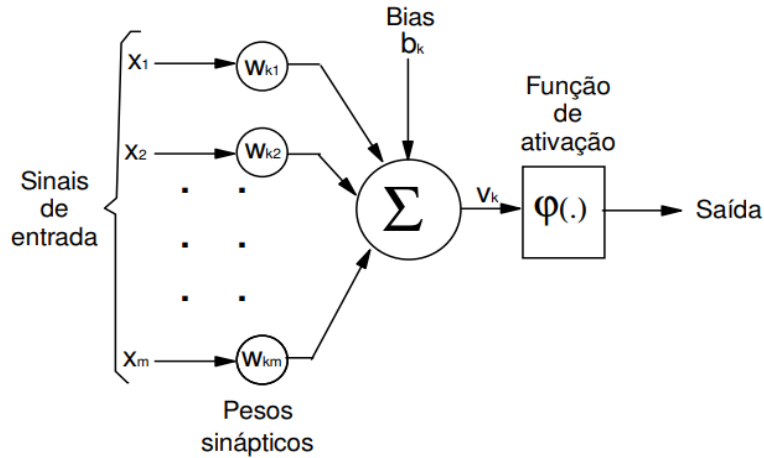 Bias
bₖ
x₁
wₖ₁
Função
de
ativação
x₂
wₖ₂
Sinais
de
entrada
Σ
vₖ
φ(.)
Saída
xₘ
wₖₘ
Pesos
sinápticos